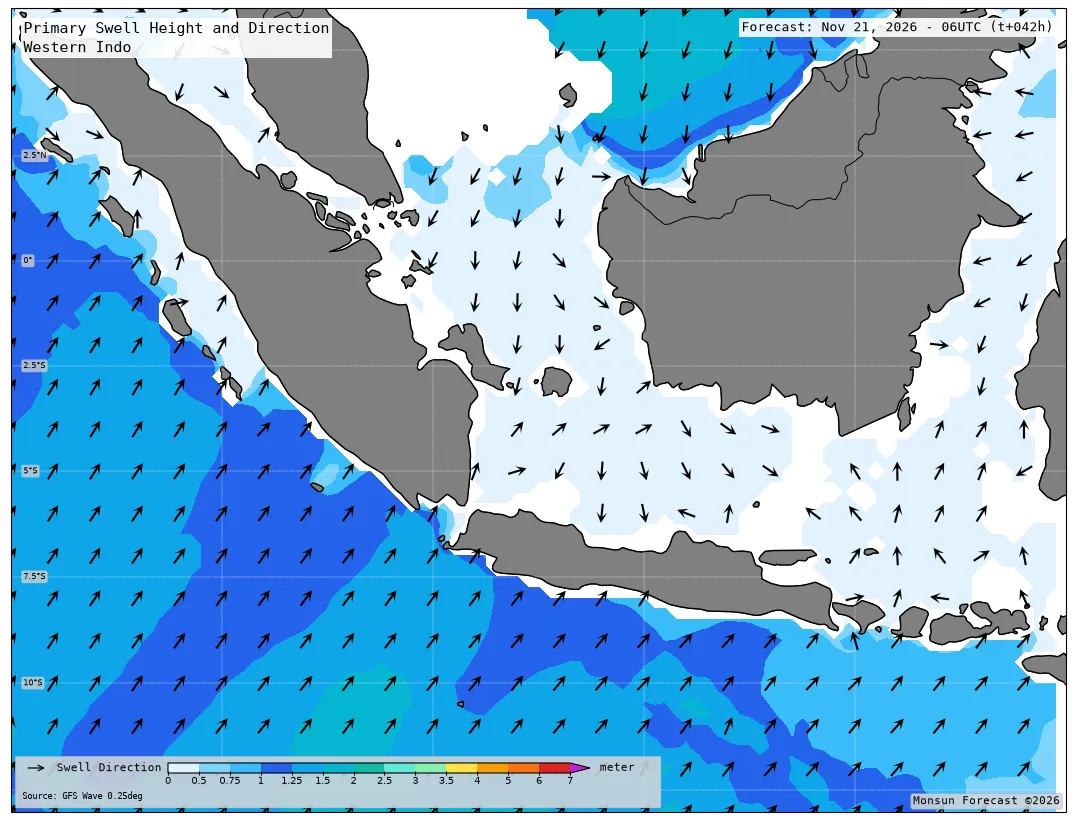 Primary Swell Height and Direction
Western Indo
Forecast: Nov 21, 2026 - 06UTC (t+042h)
2.5°N
0°
2.5°S
5°S
7.5°S
10°S
Swell Direction
0 0.5 0.75 1 1.25 1.5 2 2.5 3 3.5 4 5 6 7
meter
Source: GFS Wave 0.25deg
Monsun Forecast ©2026